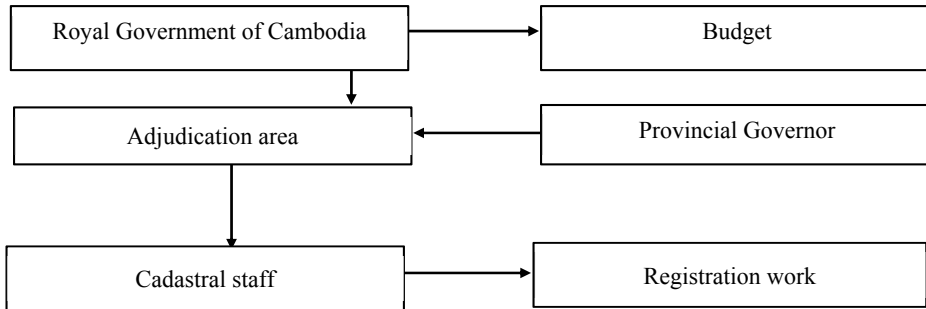 Royal Government of Cambodia
Budget
Adjudication area
Provincial Governor
Cadastral staff
Registration work